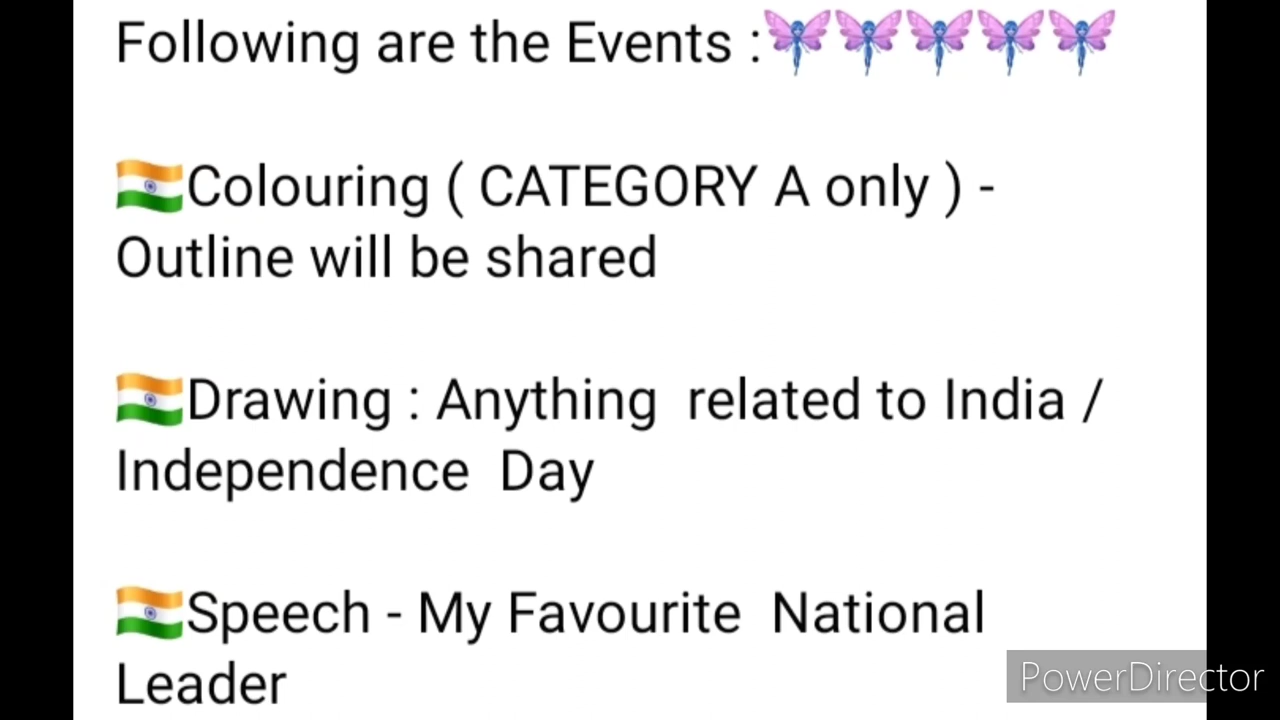 Following are the Events :🧚🧚🧚🧚🧚
🇮🇳Colouring ( CATEGORY A only ) -
Outline will be shared
🇮🇳Drawing : Anything  related to India /
Independence  Day
🇮🇳Speech - My Favourite  National
Leader
PowerDirector